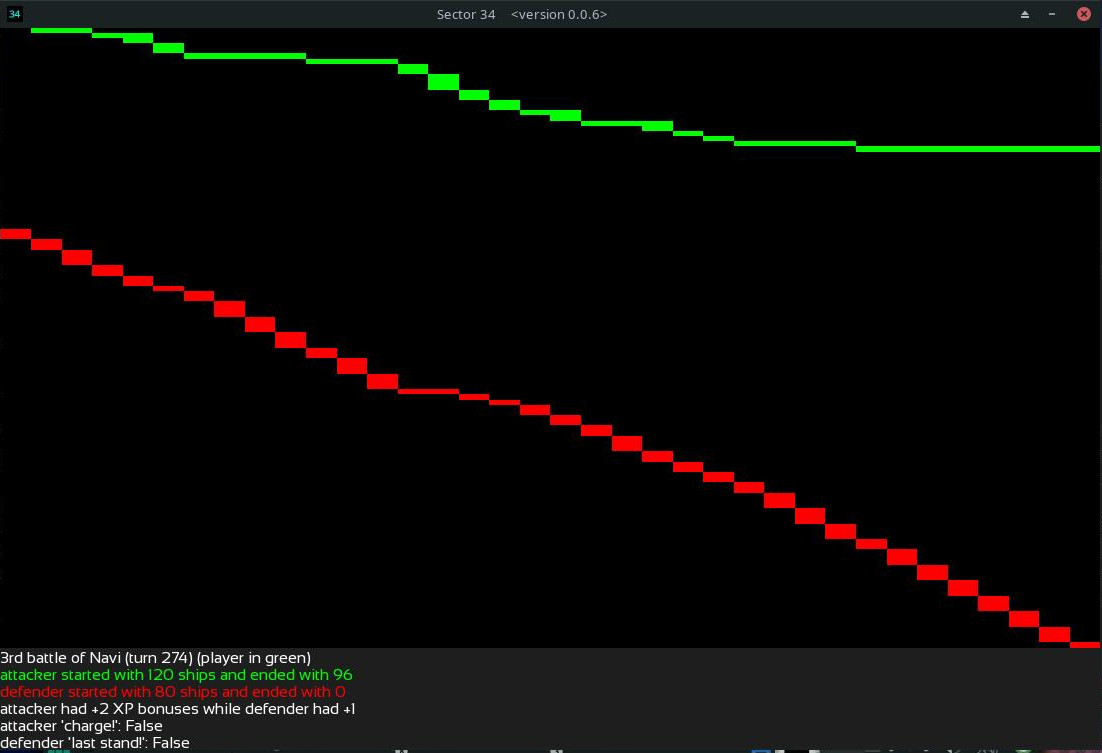 34
Sector 34 <version 0.0.6>
3rd battle of Navi (turn 274) (player in green)
attacker started with 120 ships and ended with 96
defender started with 80 ships and ended with 0
attacker had +2 XP bonuses while defender had +1
attacker 'charge!': False
defender 'last stand!': False